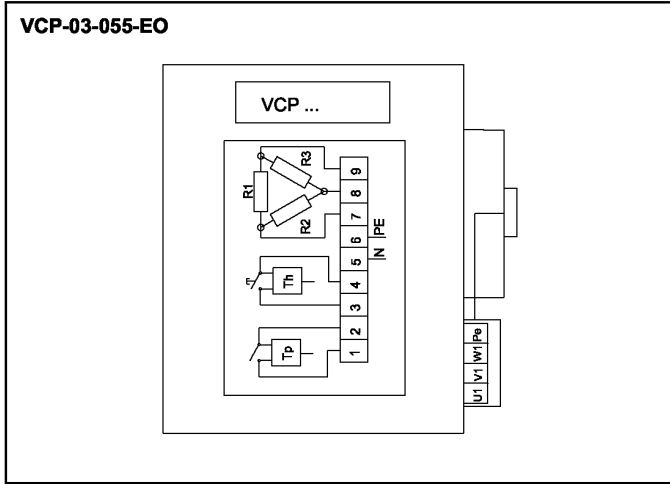 VCP-03-055-EO
VCP ...
R1
R3
R2
9
8
7
6 PE
5 N
4
3
2
1
Th
Tp
U1 V1 W1 Pe